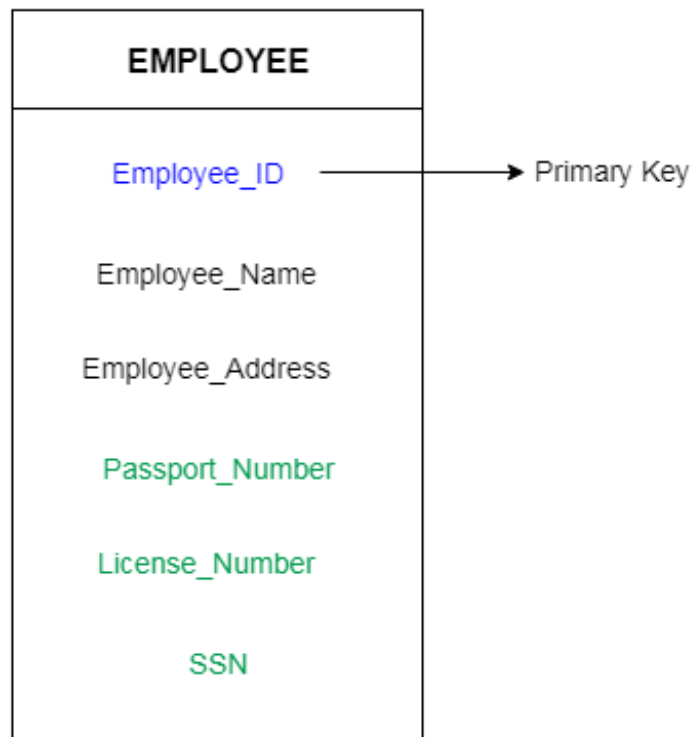 EMPLOYEE
Employee_ID Primary Key
Employee_Name
Employee_Address
Passport_Number
License_Number
SSN